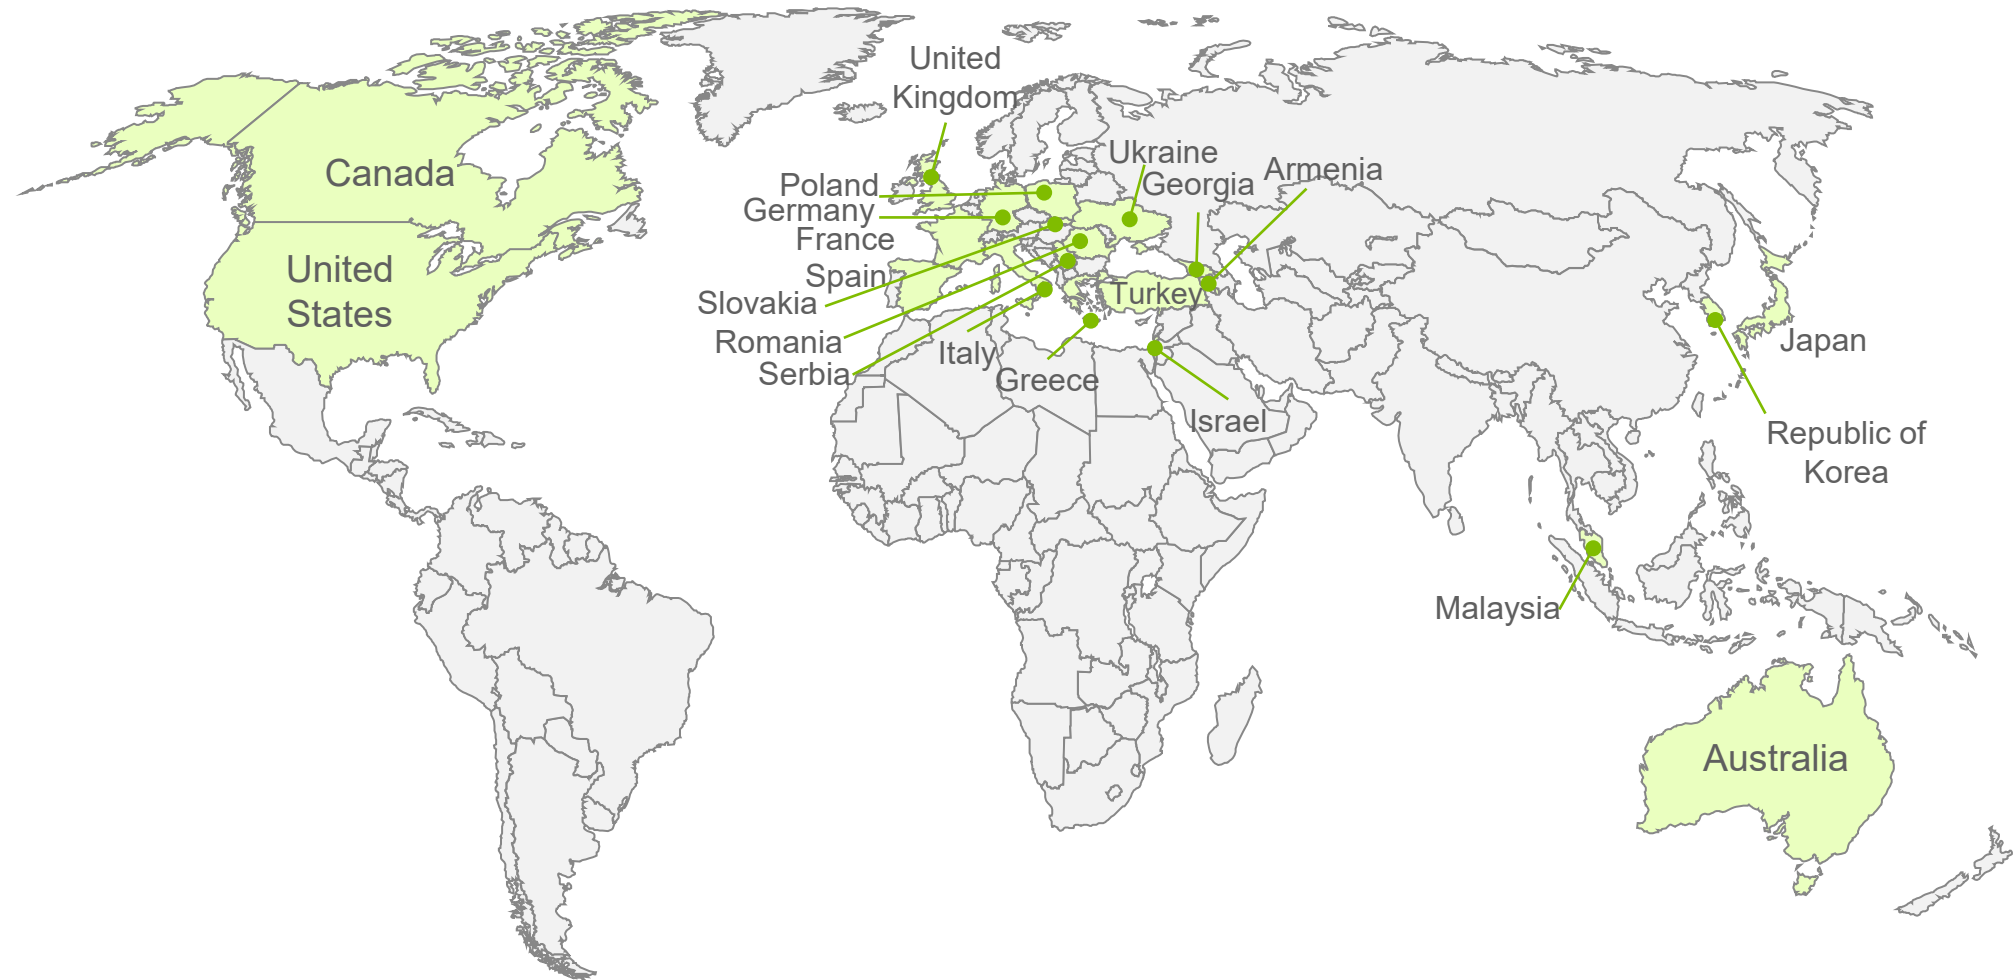 United
Kingdom
Ukraine
Armenia
Georgia
Canada
Poland
Germany
France
United
States
Spain
Turkey
Slovakia
Romania
Italy
Japan
Serbia
Greece
Israel
Republic of
Korea
Malaysia
Australia